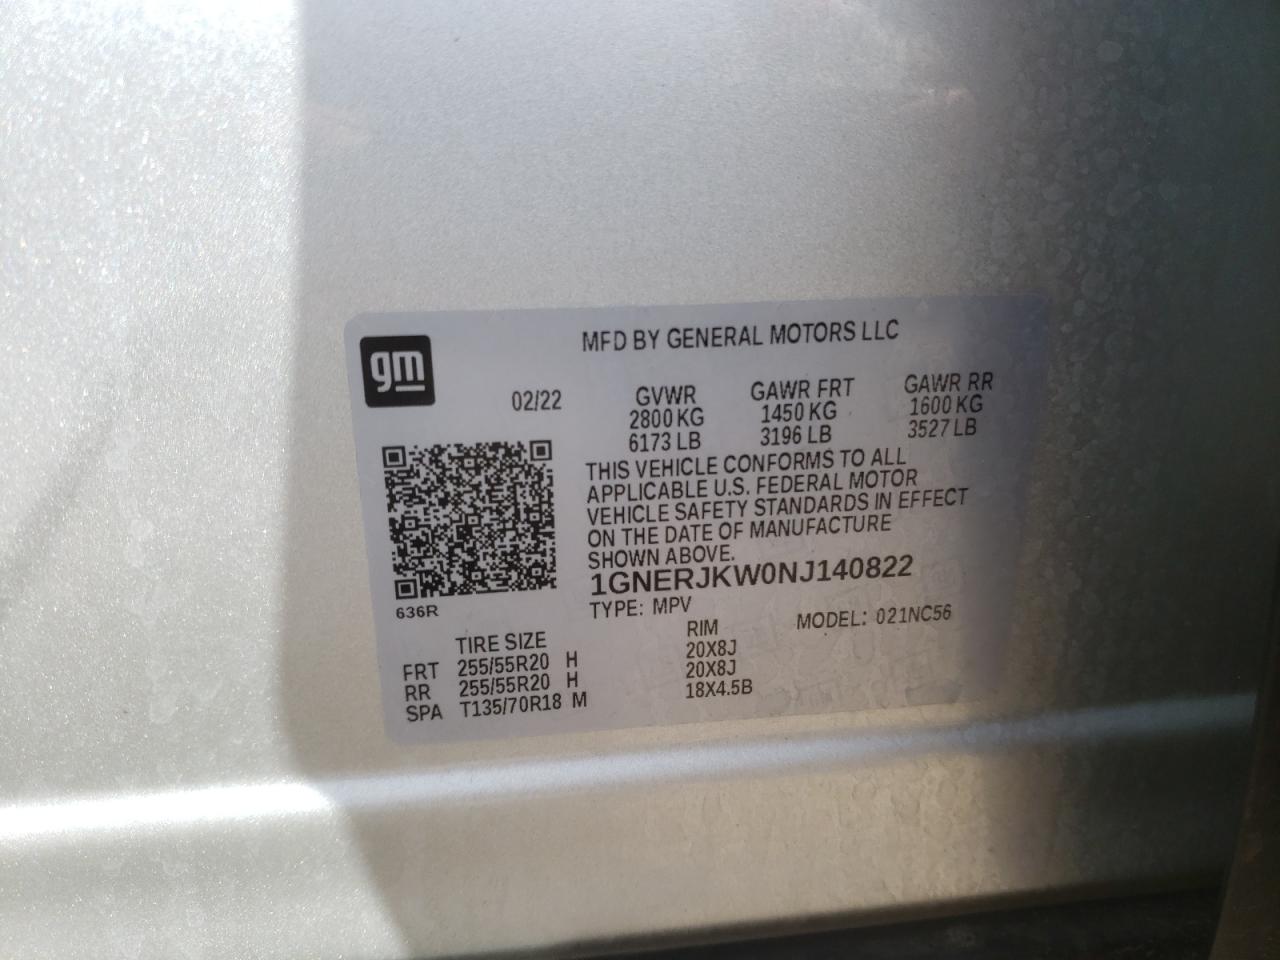 gm
MFD BY GENERAL MOTORS LLC
02/22 GVWR GAWR FRT GAWR RR
2800 KG 1450 KG 1600 KG
6173 LB 3196 LB 3527 LB
THIS VEHICLE CONFORMS TO ALL
APPLICABLE U.S. FEDERAL MOTOR
VEHICLE SAFETY STANDARDS IN EFFECT
ON THE DATE OF MANUFACTURE
SHOWN ABOVE.
1GNERJKW0NJ140822
636R TYPE: MPV MODEL: 021NC56
TIRE SIZE RIM
FRT 255/55R20 H 20X8J
RR 255/55R20 H 20X8J
SPA T135/70R18 M 18X4.5B